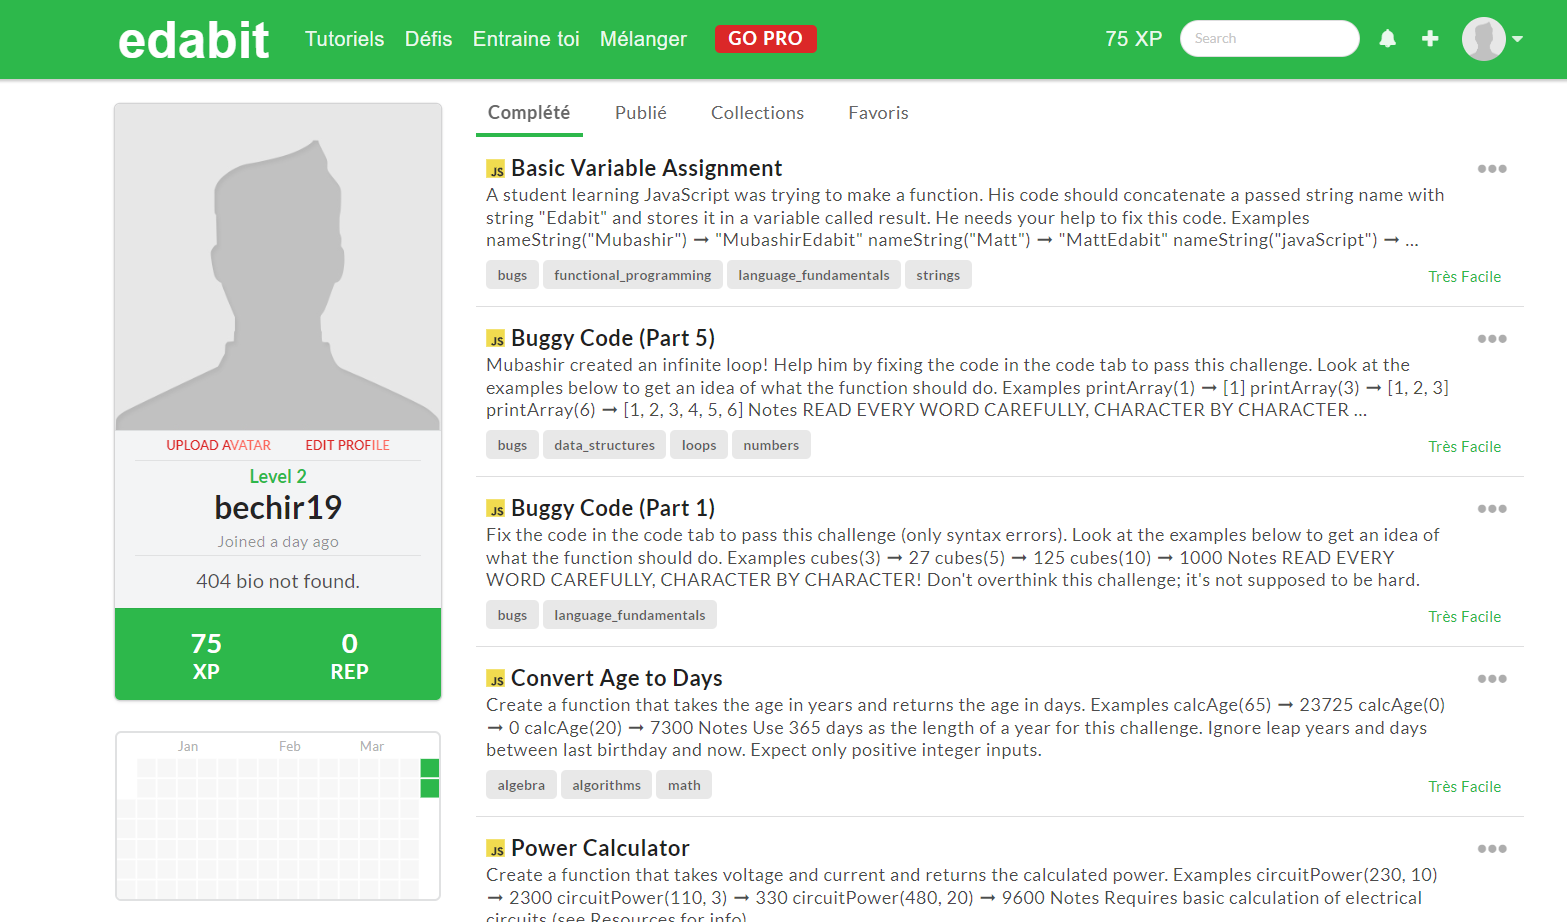 edabit Tutoriels Défis Entraine toi Mélanger GO PRO 75 XP Search
Complété Publié Collections Favoris
UPLOAD AVATAR EDIT PROFILE
Level 2
bechir19
Joined a day ago
404 bio not found.
75 0
XP REP
Jan Feb Mar
JS Basic Variable Assignment
A student learning JavaScript was trying to make a function. His code should concatenate a passed string name with
string "Edabit" and stores it in a variable called result. He needs your help to fix this code. Examples
nameString("Mubashir") ➞ "MubashirEdabit" nameString("Matt") ➞ "MattEdabit" nameString("javaScript") ➞ ...
bugs functional_programming language_fundamentals strings Très Facile
JS Buggy Code (Part 5)
Mubashir created an infinite loop! Help him by fixing the code in the code tab to pass this challenge. Look at the
examples below to get an idea of what the function should do. Examples printArray(1) ➞ [1] printArray(3) ➞ [1, 2, 3]
printArray(6) ➞ [1, 2, 3, 4, 5, 6] Notes READ EVERY WORD CAREFULLY, CHARACTER BY CHARACTER ...
bugs data_structures loops numbers Très Facile
JS Buggy Code (Part 1)
Fix the code in the code tab to pass this challenge (only syntax errors). Look at the examples below to get an idea of
what the function should do. Examples cubes(3) ➞ 27 cubes(5) ➞ 125 cubes(10) ➞ 1000 Notes READ EVERY
WORD CAREFULLY, CHARACTER BY CHARACTER! Don't overthink this challenge; it's not supposed to be hard.
bugs language_fundamentals Très Facile
JS Convert Age to Days
Create a function that takes the age in years and returns the age in days. Examples calcAge(65) ➞ 23725 calcAge(0)
➞ 0 calcAge(20) ➞ 7300 Notes Use 365 days as the length of a year for this challenge. Ignore leap years and days
between last birthday and now. Expect only positive integer inputs.
algebra algorithms math Très Facile
JS Power Calculator
Create a function that takes voltage and current and returns the calculated power. Examples circuitPower(230, 10)
➞ 2300 circuitPower(110, 3) ➞ 330 circuitPower(480, 20) ➞ 9600 Notes Requires basic calculation of electrical
circuits (see Resources for info)